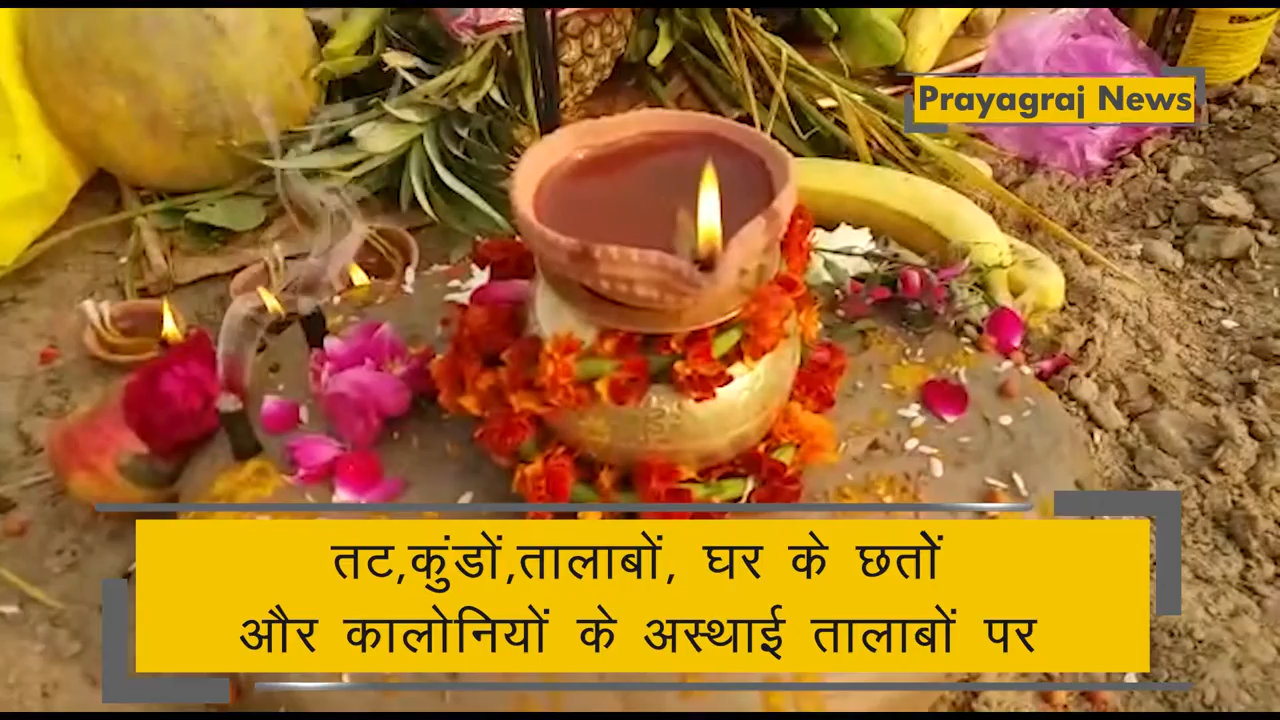 Prayagraj News
तट,कुंडों,तालाबों, घर के छतों
और कालोनियों के अस्थाई तालाबों पर